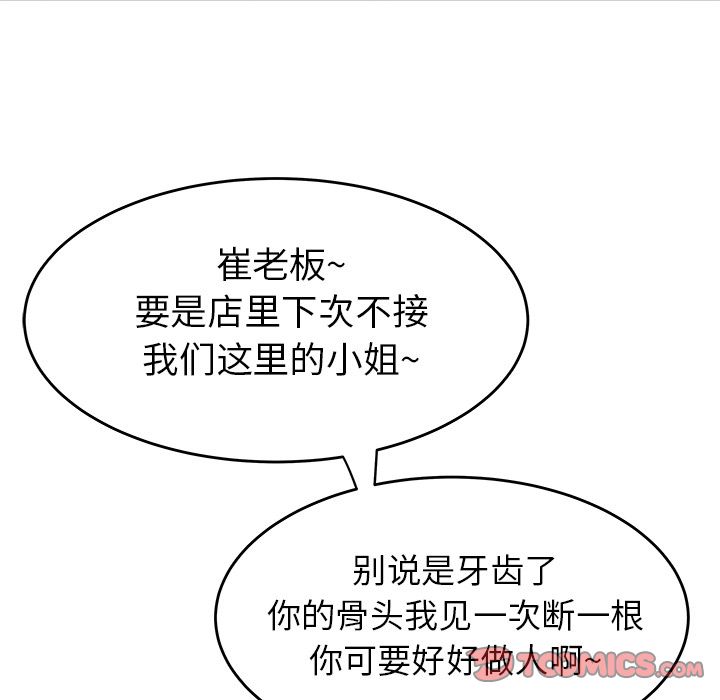 崔老板~
要是店里下次不接
我们这里的小姐~
别说是牙齿了
你的骨头我见一次断一根
你可要好好做人啊~
TCOMICS.COM